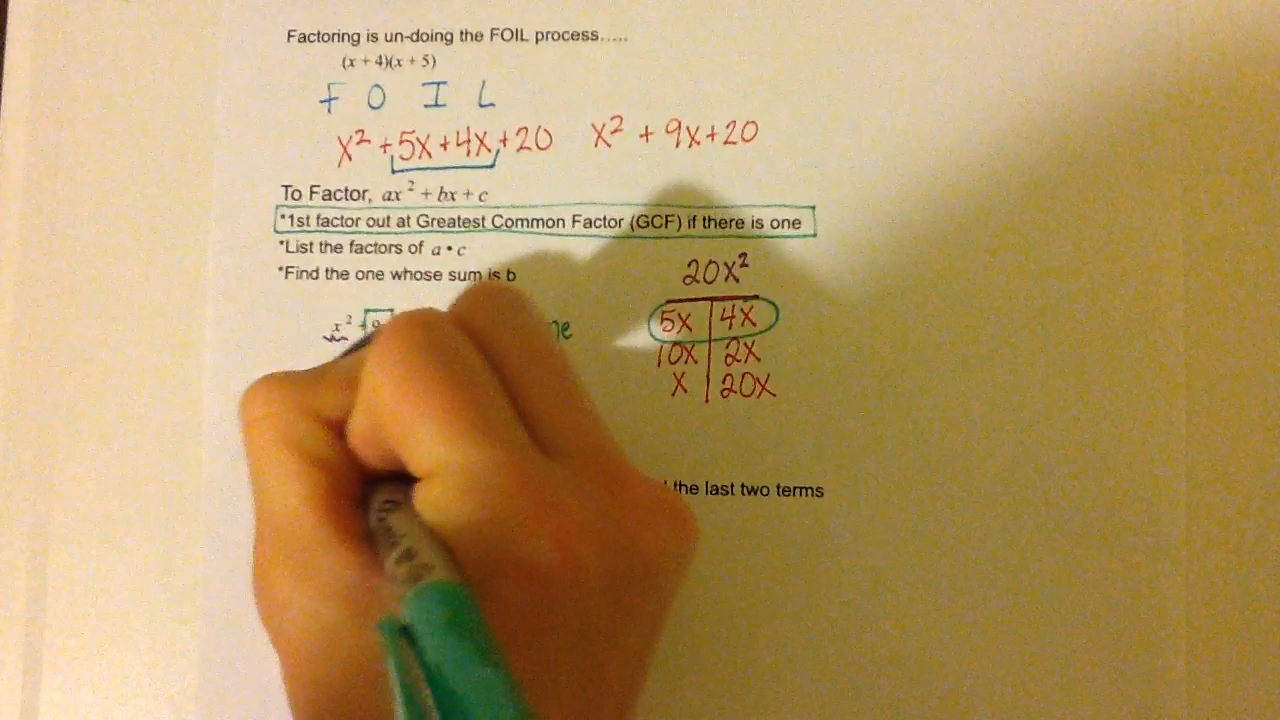 Factoring is un-doing the FOIL process.....
(x + 4)(x + 5)
F O I L
x² + 5x + 4x + 20 x² + 9x + 20
To Factor, ax² + bx + c
*1st factor out at Greatest Common Factor (GCF) if there is one
*List the factors of a • c
*Find the one whose sum is b
20x²
x²
5x 4x
10x 2x
x 20x
the last two terms